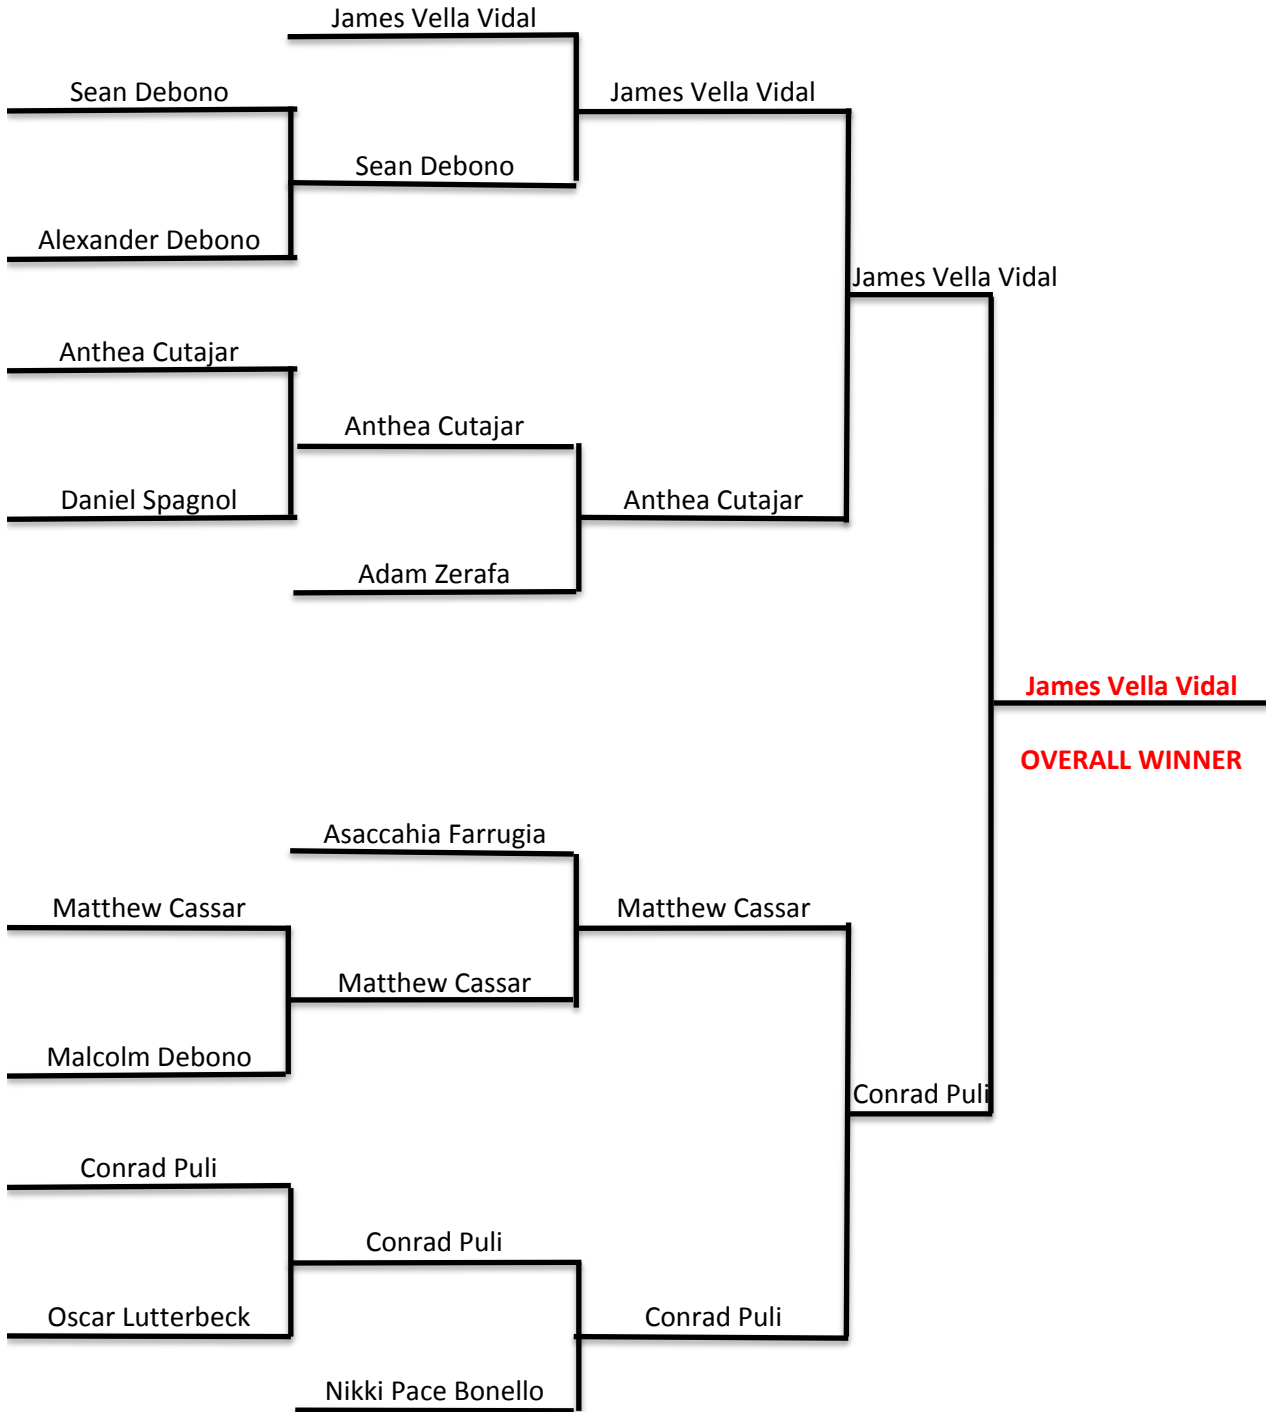 James Vella Vidal
Sean Debono
James Vella Vidal
Sean Debono
Alexander Debono
James Vella Vidal
Anthea Cutajar
Anthea Cutajar
Daniel Spagnol
Anthea Cutajar
Adam Zerafa
James Vella Vidal
OVERALL WINNER
Asaccahia Farrugia
Matthew Cassar
Matthew Cassar
Matthew Cassar
Malcolm Debono
Conrad Puli
Conrad Puli
Conrad Puli
Oscar Lutterbeck
Conrad Puli
Nikki Pace Bonello